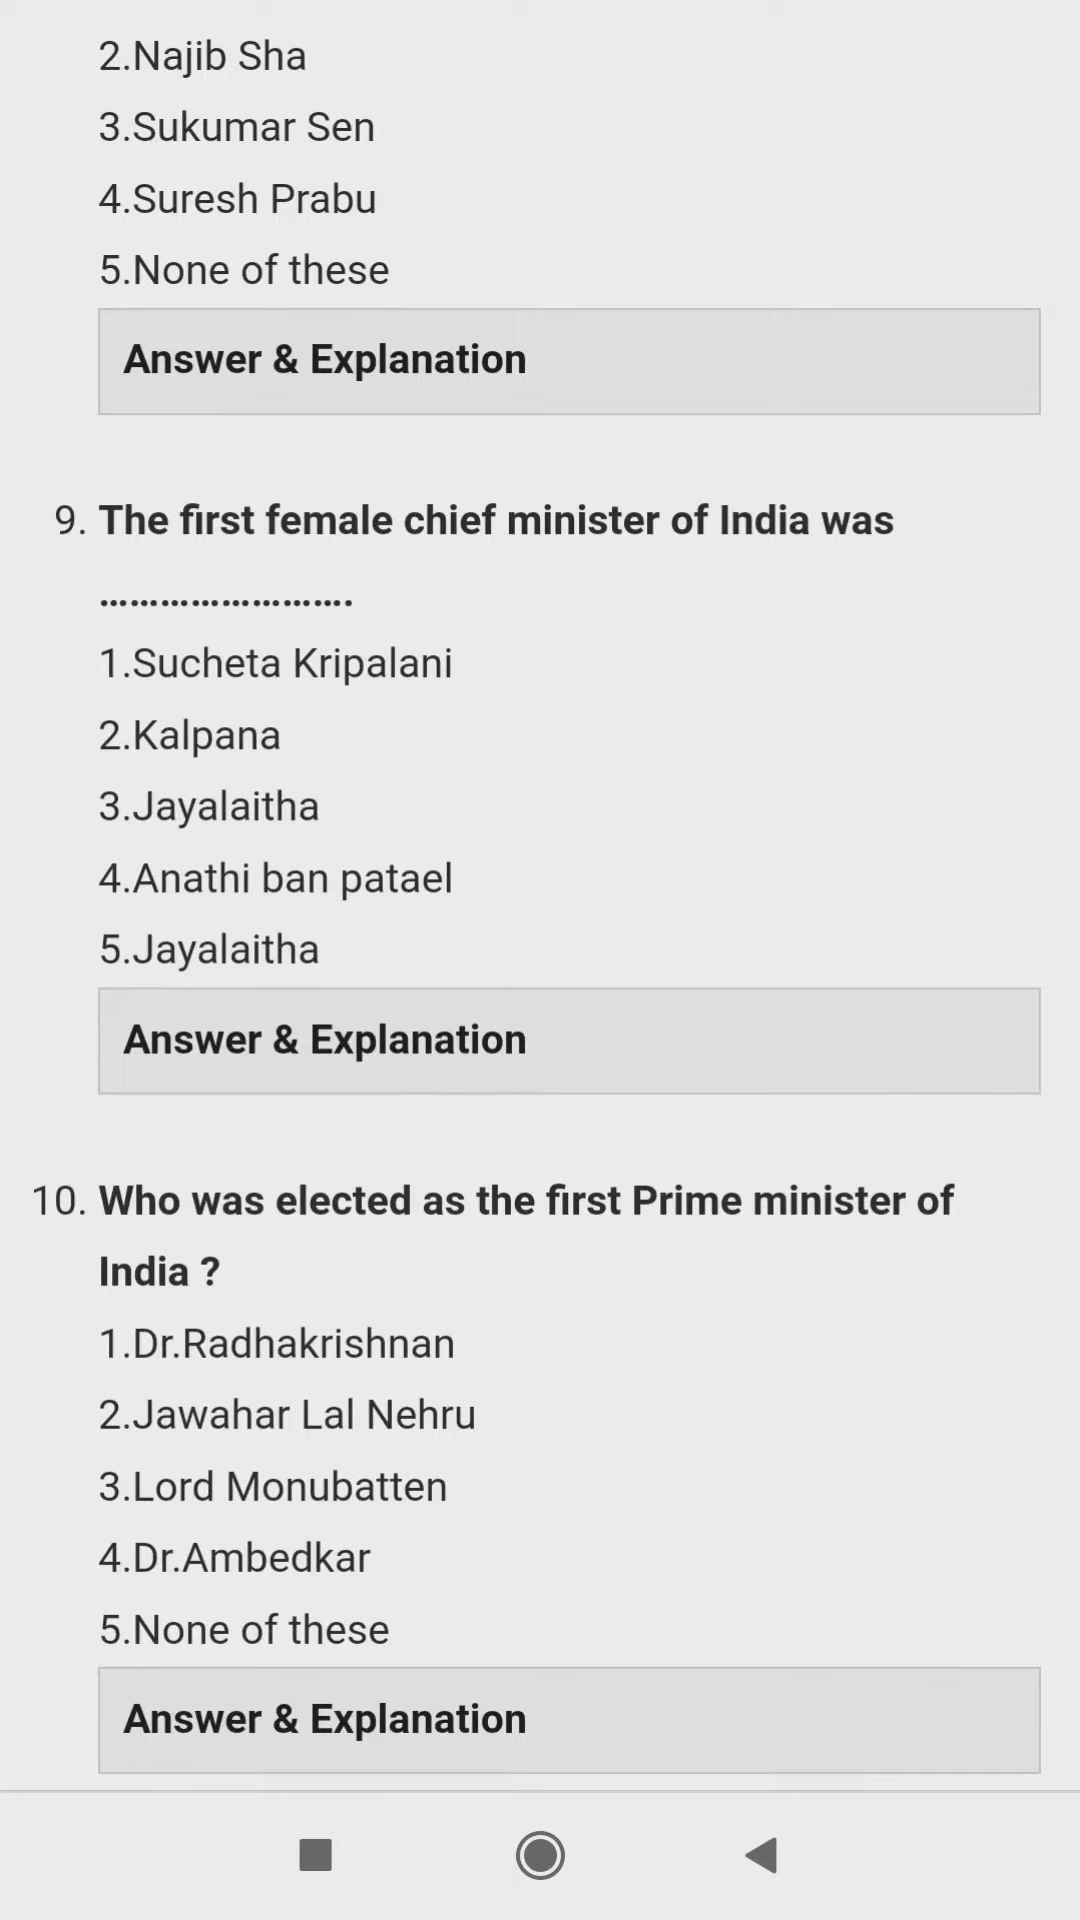 2.Najib Sha
3.Sukumar Sen
4.Suresh Prabu
5.None of these
Answer & Explanation
9. The first female chief minister of India was
…………………….
1.Sucheta Kripalani
2.Kalpana
3.Jayalaitha
4.Anathi ban patael
5.Jayalaitha
Answer & Explanation
10. Who was elected as the first Prime minister of
India ?
1.Dr.Radhakrishnan
2.Jawahar Lal Nehru
3.Lord Monubatten
4.Dr.Ambedkar
5.None of these
Answer & Explanation